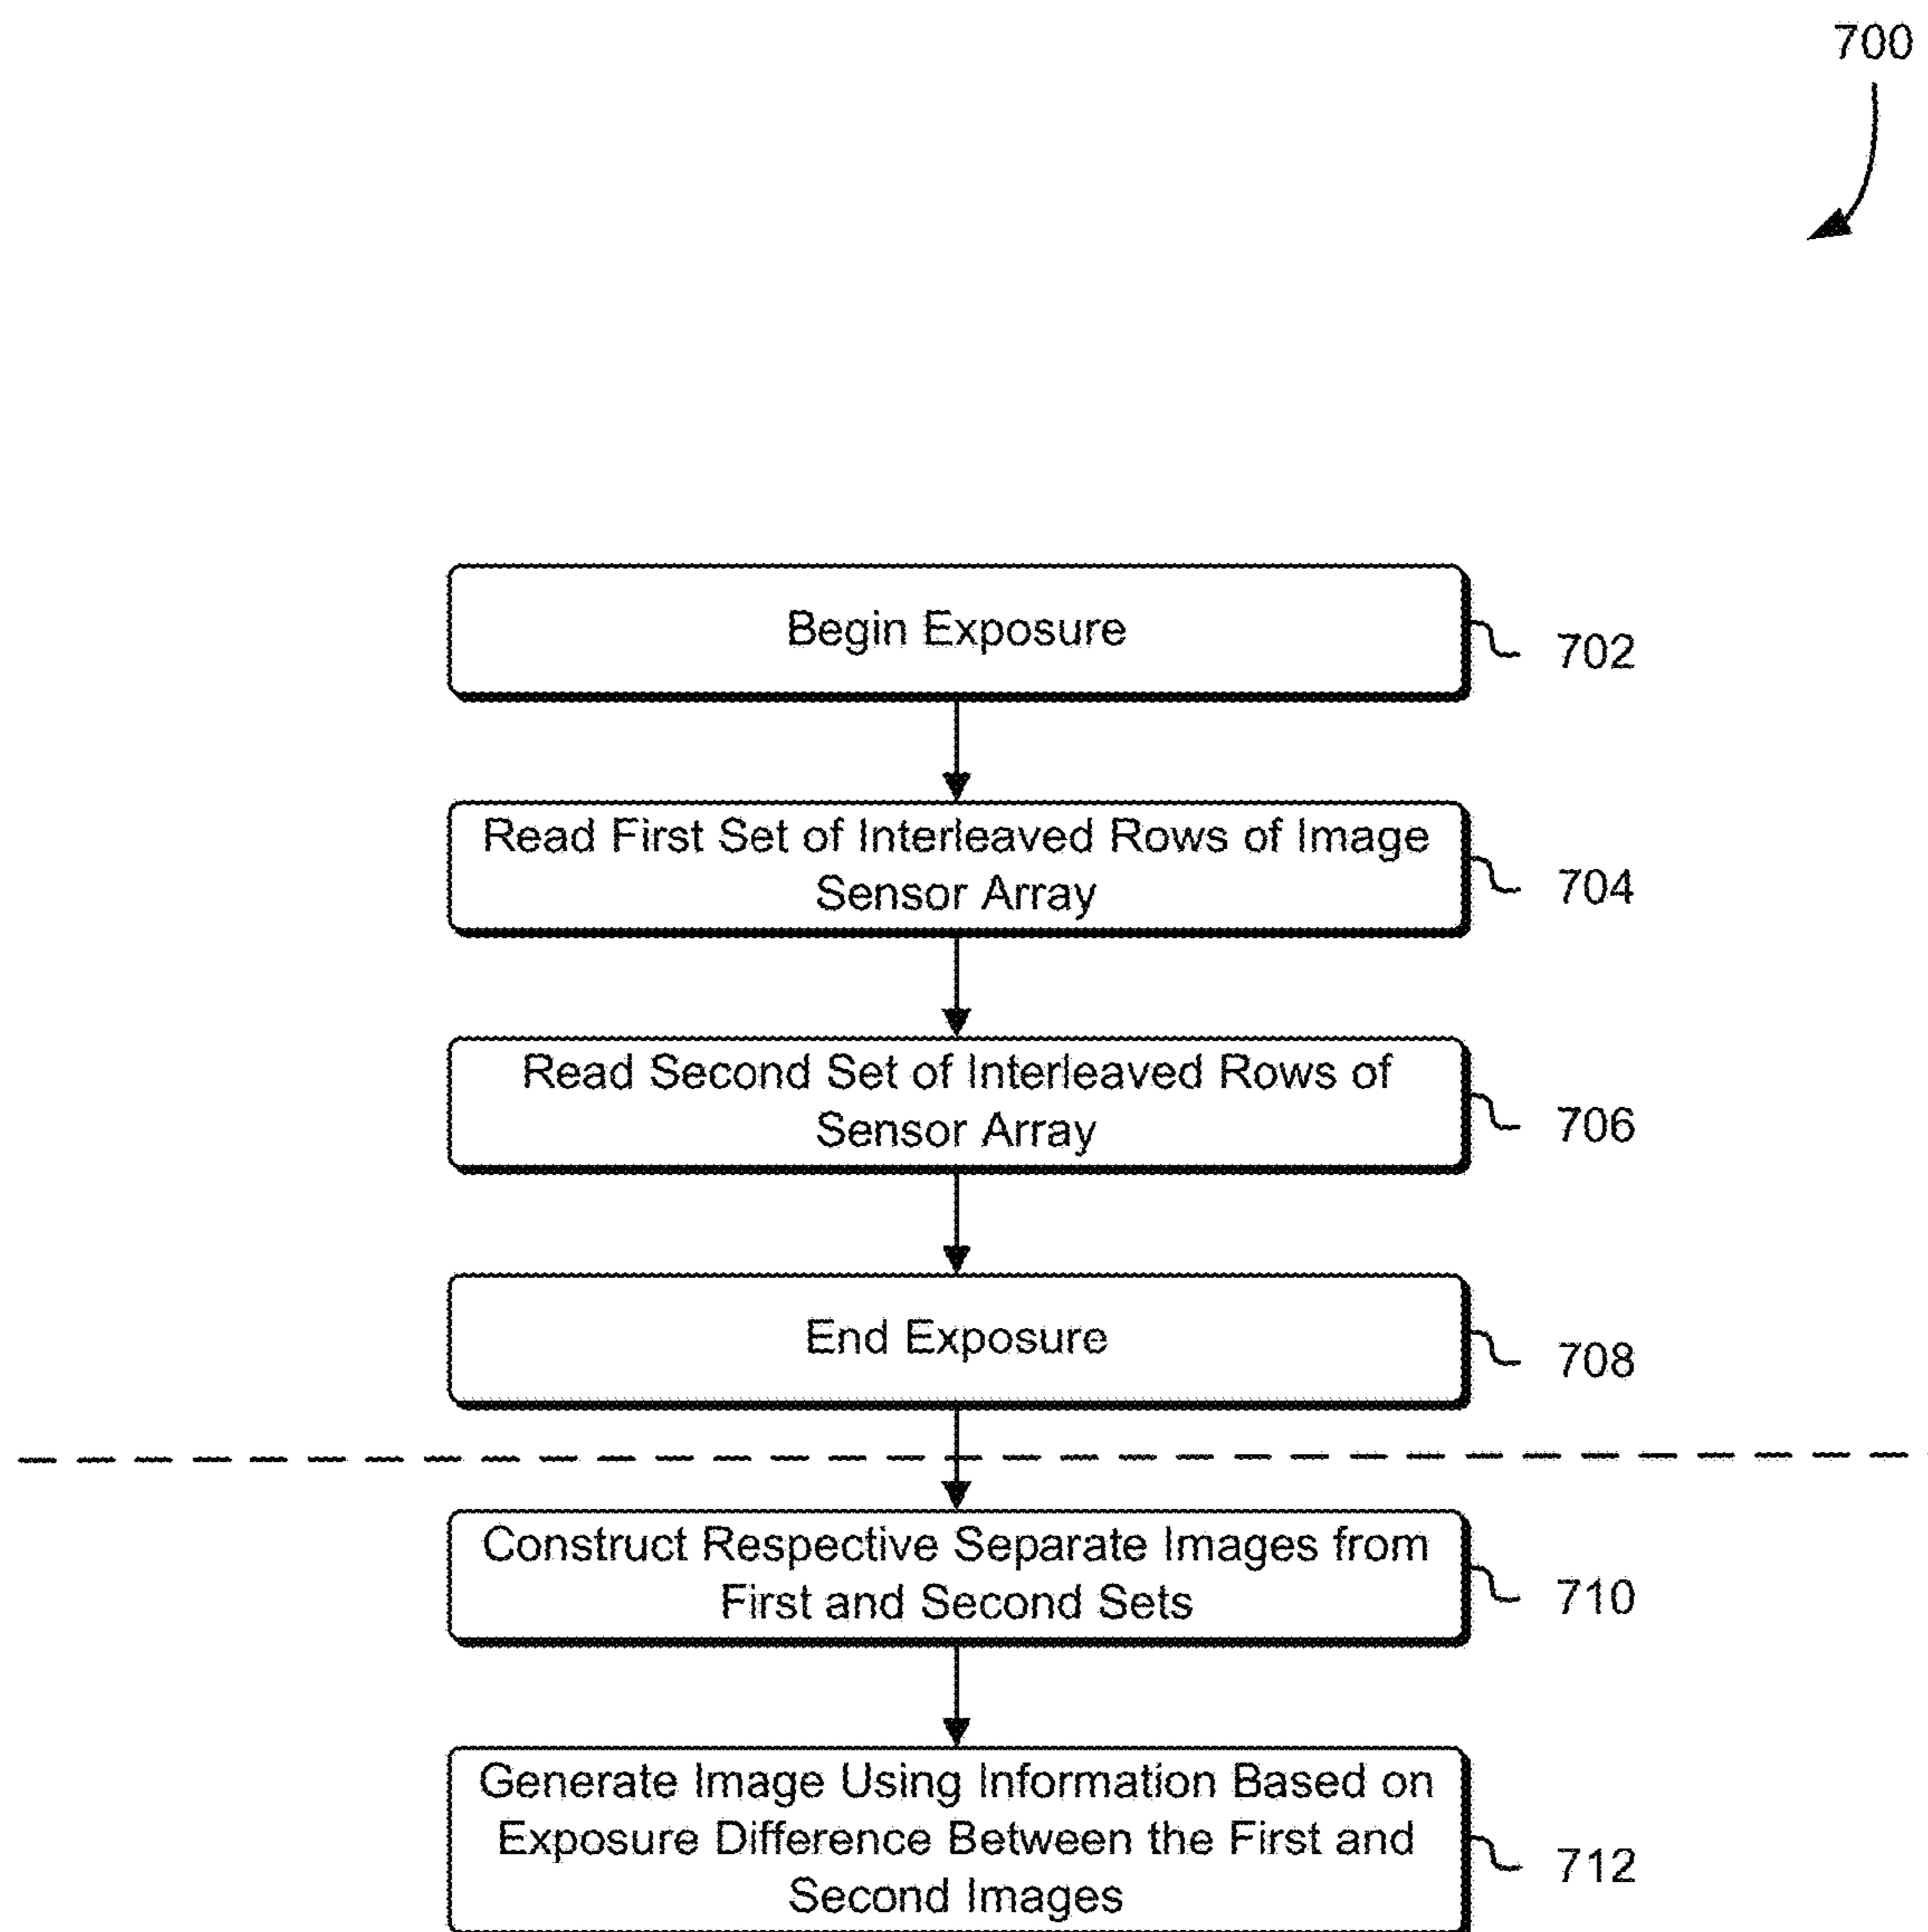 700
Begin Exposure
702
Read First Set of Interleaved Rows of Image
Sensor Array
704
Read Second Set of Interleaved Rows of
Sensor Array
706
End Exposure
708
Construct Respective Separate Images from
First and Second Sets
710
Generate Image Using Information Based on
Exposure Difference Between the First and
Second Images
712